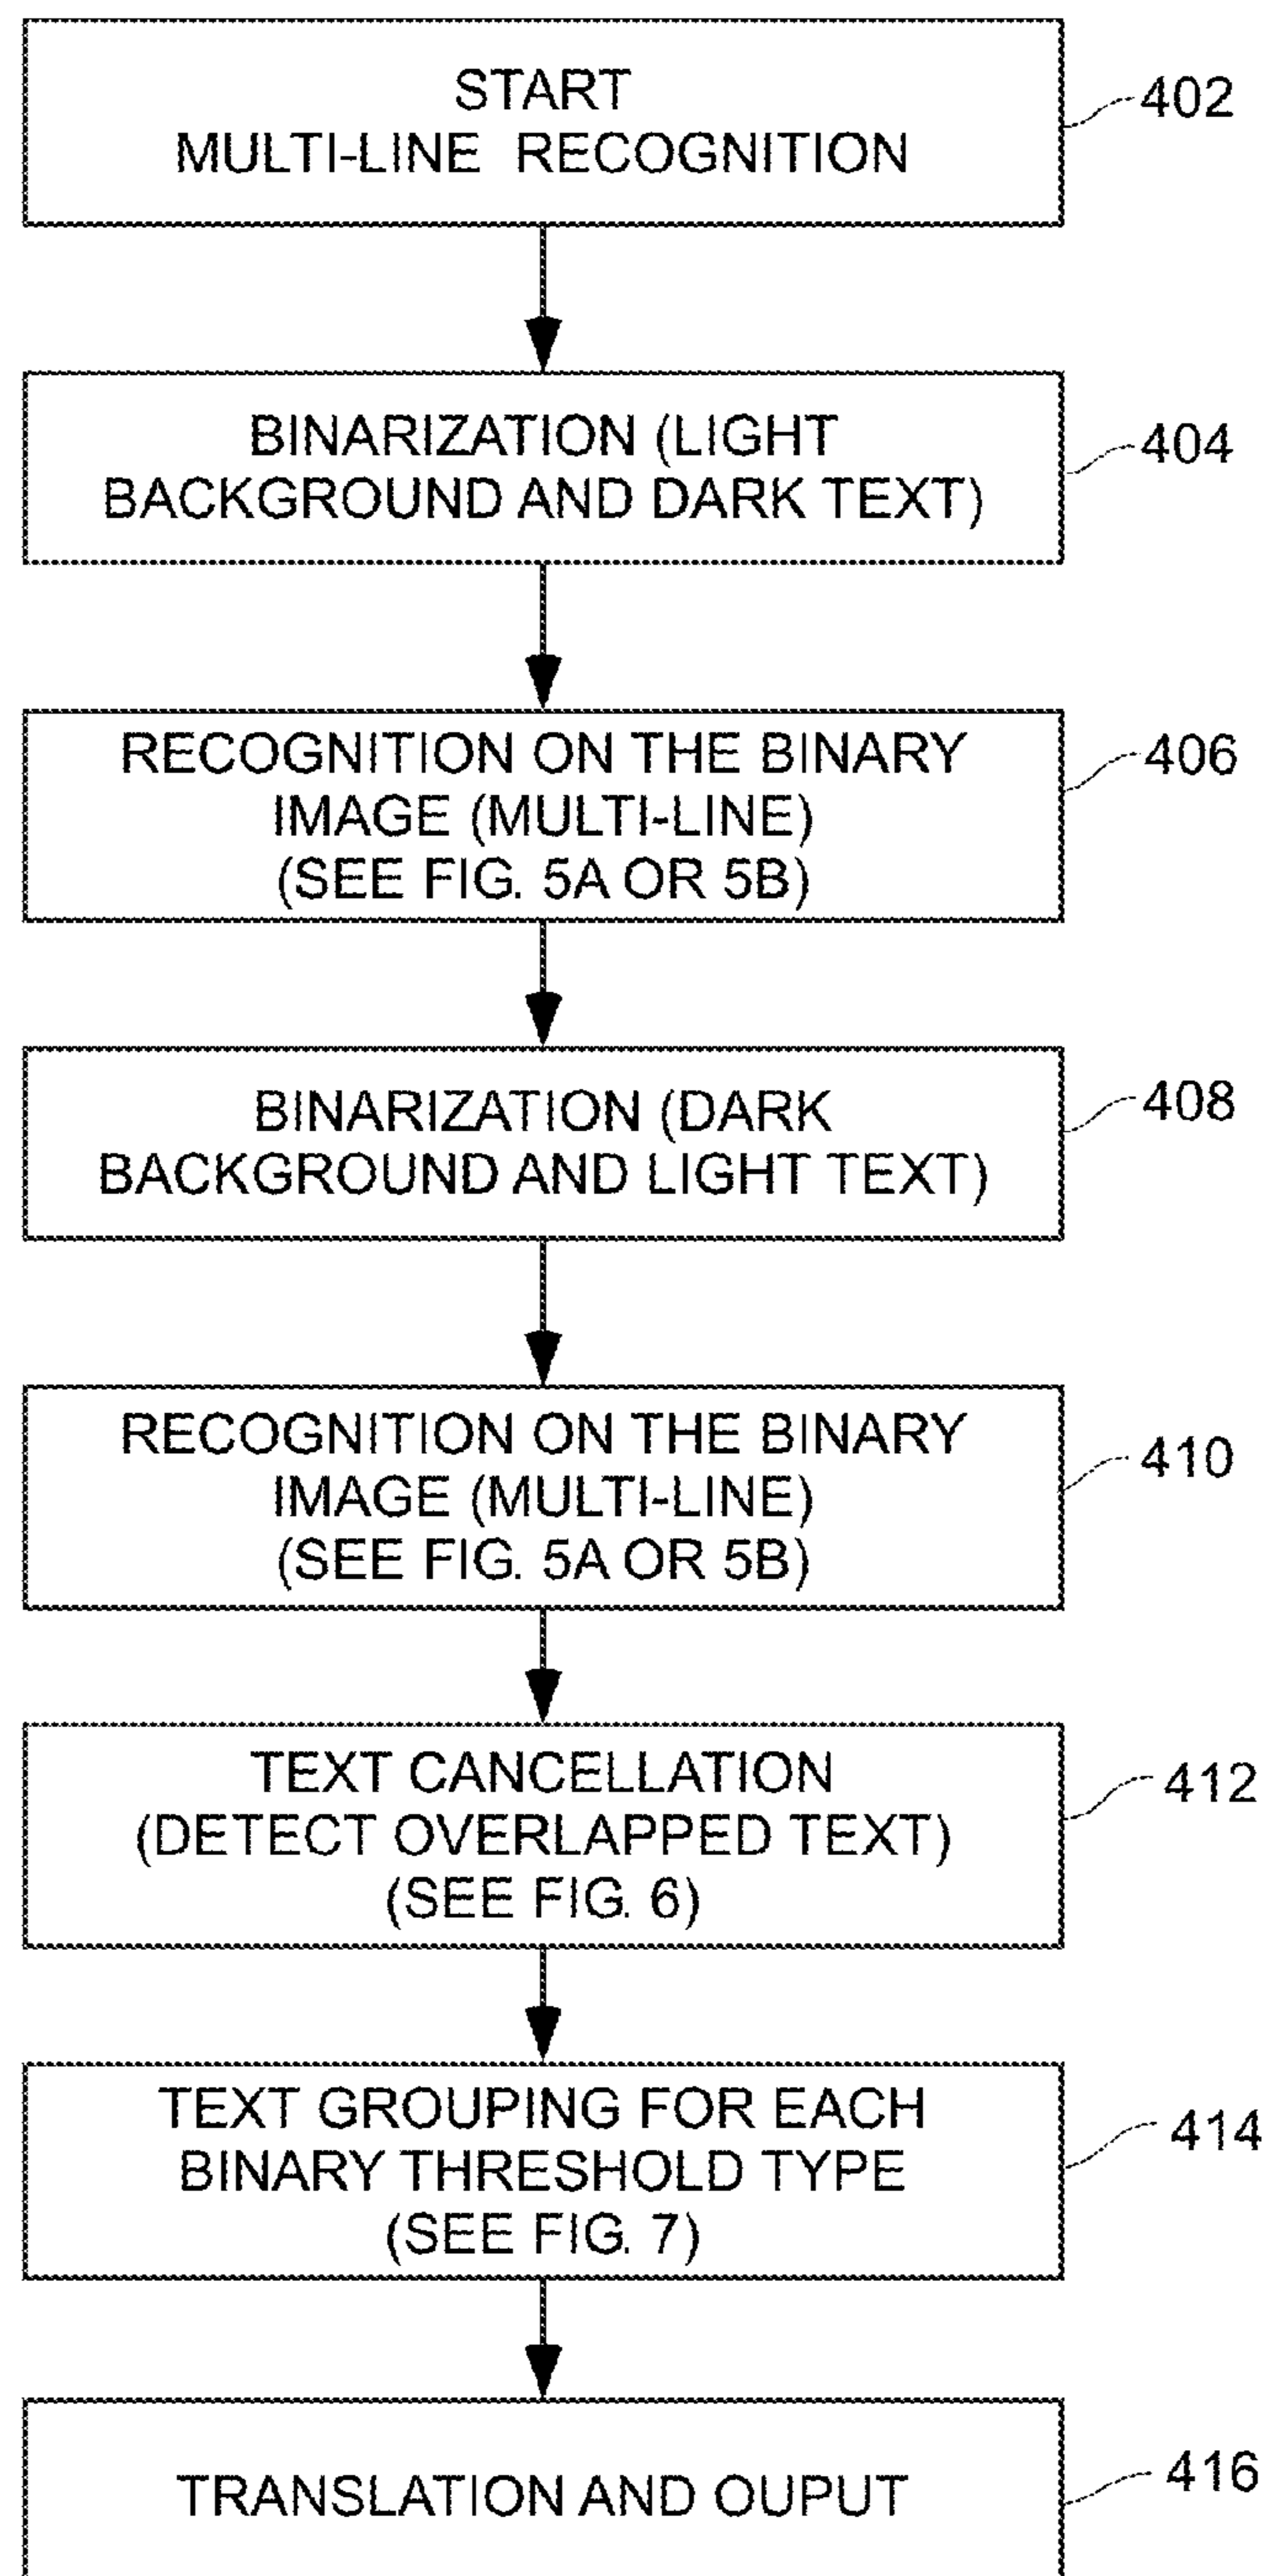 START
MULTI-LINE RECOGNITION
402
BINARIZATION (LIGHT
BACKGROUND AND DARK TEXT)
404
RECOGNITION ON THE BINARY
IMAGE (MULTI-LINE)
(SEE FIG. 5A OR 5B)
406
BINARIZATION (DARK
BACKGROUND AND LIGHT TEXT)
408
RECOGNITION ON THE BINARY
IMAGE (MULTI-LINE)
(SEE FIG. 5A OR 5B)
410
TEXT CANCELLATION
(DETECT OVERLAPPED TEXT)
(SEE FIG. 6)
412
TEXT GROUPING FOR EACH
BINARY THRESHOLD TYPE
(SEE FIG. 7)
414
TRANSLATION AND OUPUT
416